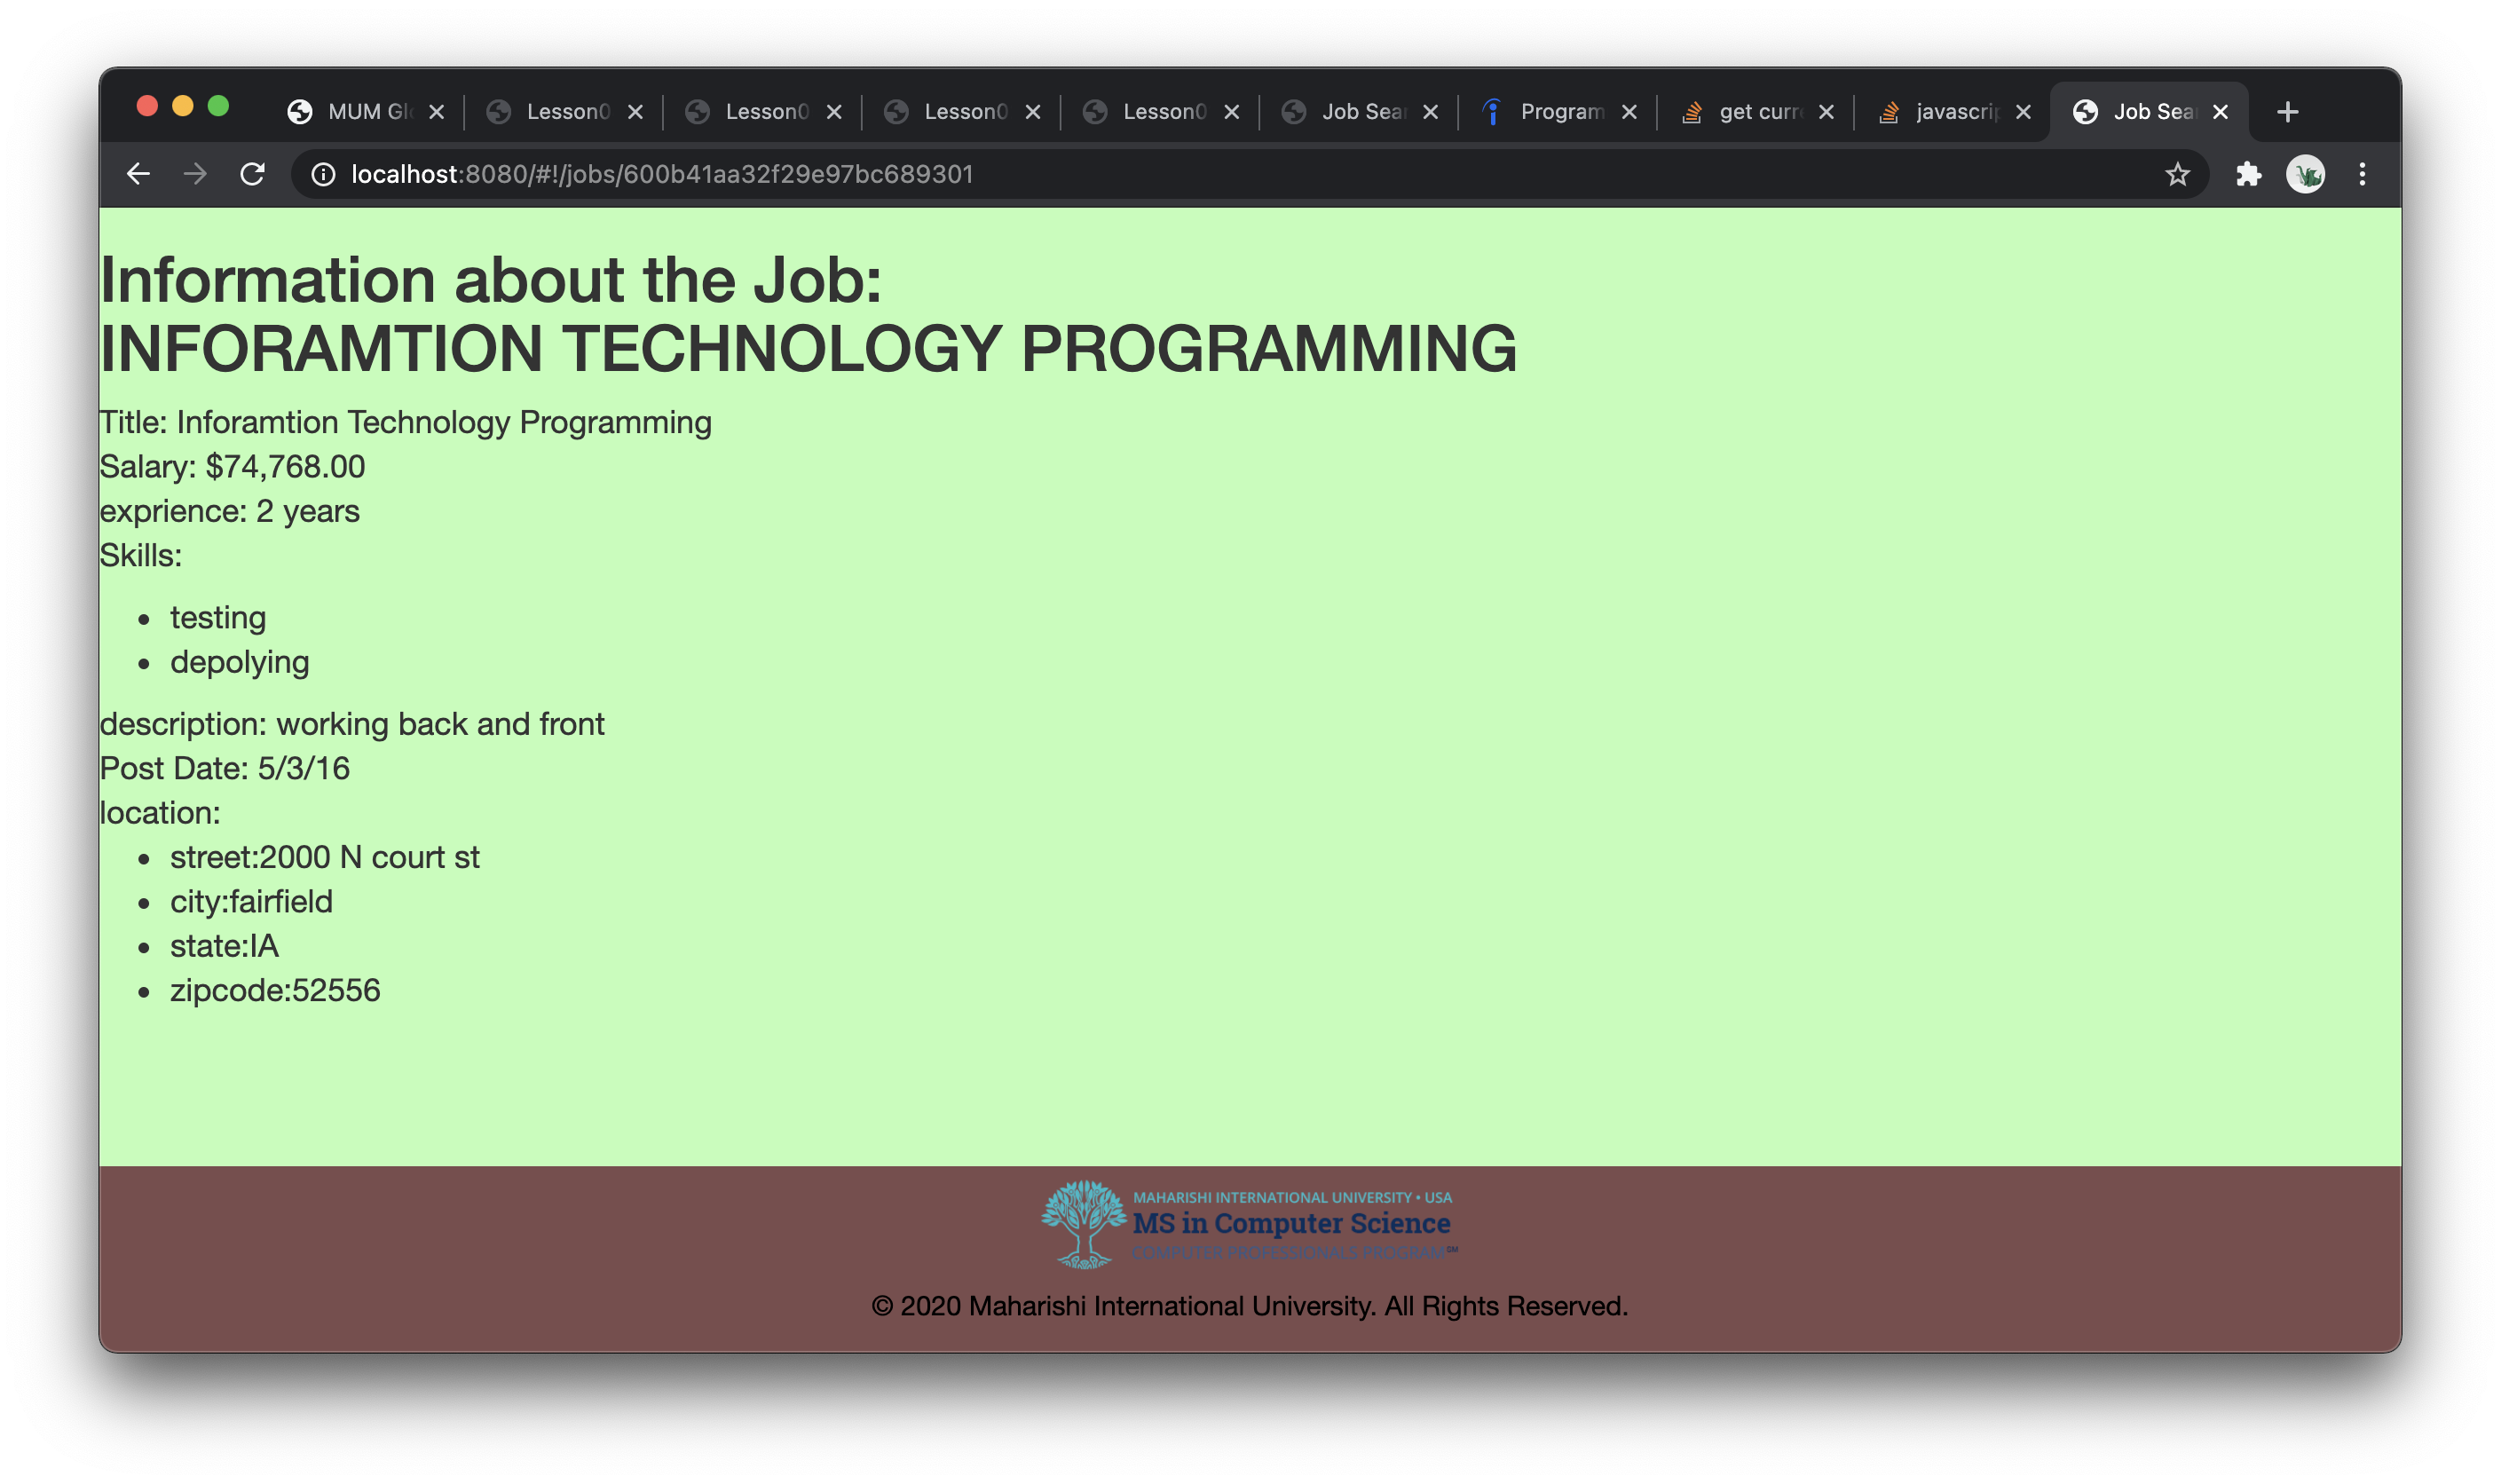 MUM Gl
Lesson0
Lesson0
Lesson0
Lesson0
Job Sear
Program
get curr
javascrip
Job Sear
localhost:8080/#!/jobs/600b41aa32f29e97bc689301
Information about the Job:
INFORAMTION TECHNOLOGY PROGRAMMING
Title: Inforamtion Technology Programming
Salary: $74,768.00
exprience: 2 years
Skills:
• testing
• depolying
description: working back and front
Post Date: 5/3/16
location:
• street:2000 N court st
• city:fairfield
• state:IA
• zipcode:52556
MAHARISHI INTERNATIONAL UNIVERSITY • USA
MS in Computer Science
COMPUTER PROFESSIONALS PROGRAM℠
© 2020 Maharishi International University. All Rights Reserved.